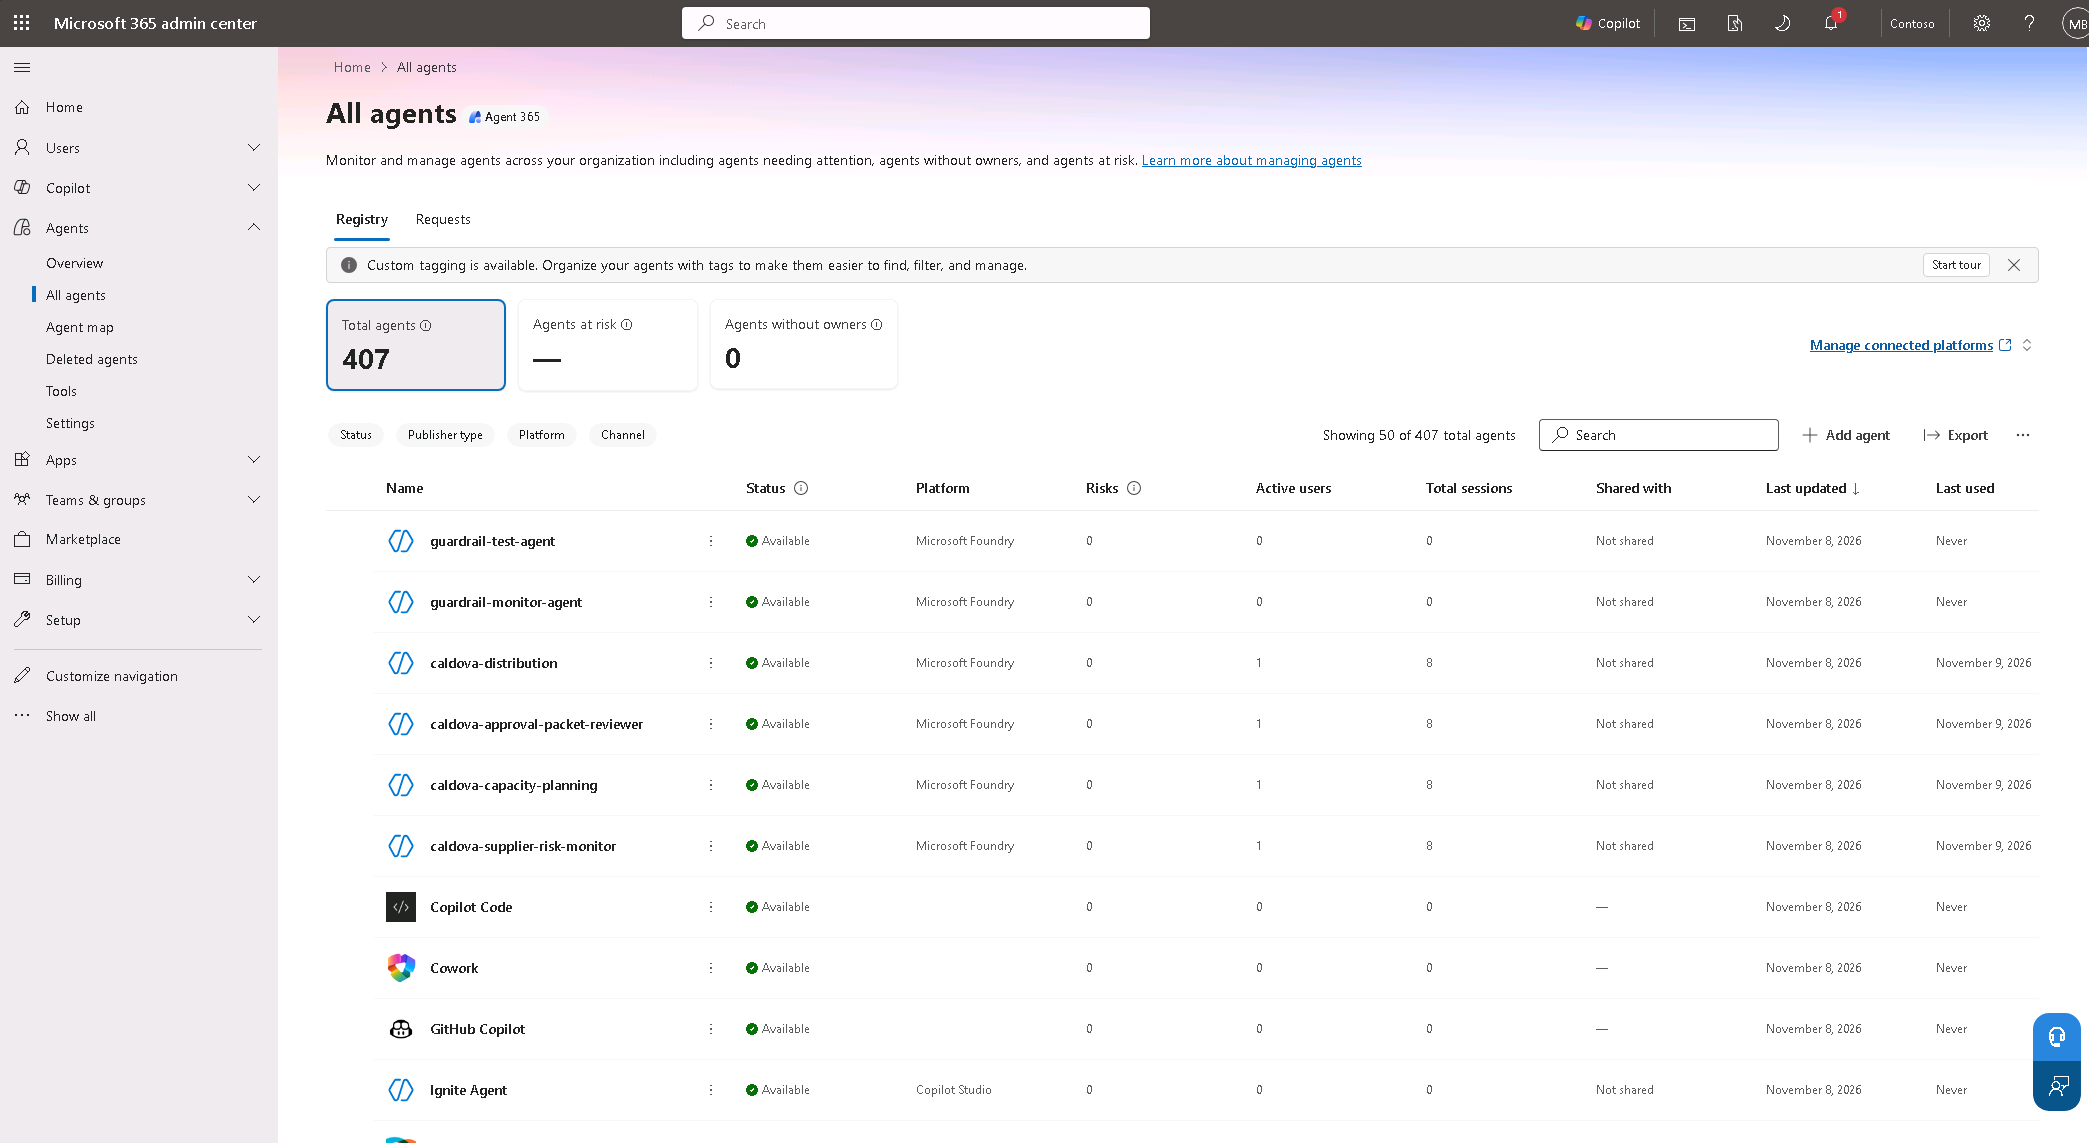 Microsoft 365 admin center
Search
Copilot
1
Contoso
MB
Home
Users
Copilot
Agents
Overview
All agents
Agent map
Deleted agents
Tools
Settings
Apps
Teams & groups
Marketplace
Billing
Setup
Customize navigation
Show all
Home > All agents
All agents Agent 365
Monitor and manage agents across your organization including agents needing attention, agents without owners, and agents at risk. Learn more about managing agents
Registry Requests
Custom tagging is available. Organize your agents with tags to make them easier to find, filter, and manage. Start tour
Total agents
407
Agents at risk
—
Agents without owners
0
Manage connected platforms
Status Publisher type Platform Channel Showing 50 of 407 total agents Search Add agent Export
Name Status Platform Risks Active users Total sessions Shared with Last updated ↓ Last used
guardrail-test-agent Available Microsoft Foundry 0 0 0 Not shared November 8, 2026 Never
guardrail-monitor-agent Available Microsoft Foundry 0 0 0 Not shared November 8, 2026 Never
caldova-distribution Available Microsoft Foundry 0 1 8 Not shared November 8, 2026 November 9, 2026
caldova-approval-packet-reviewer Available Microsoft Foundry 0 1 8 Not shared November 8, 2026 November 9, 2026
caldova-capacity-planning Available Microsoft Foundry 0 1 8 Not shared November 8, 2026 November 9, 2026
caldova-supplier-risk-monitor Available Microsoft Foundry 0 1 8 Not shared November 8, 2026 November 9, 2026
Copilot Code Available 0 0 0 — November 8, 2026 Never
Cowork Available 0 0 0 — November 8, 2026 Never
GitHub Copilot Available 0 0 0 — November 8, 2026 Never
Ignite Agent Available Copilot Studio 0 0 0 Not shared November 8, 2026 Never